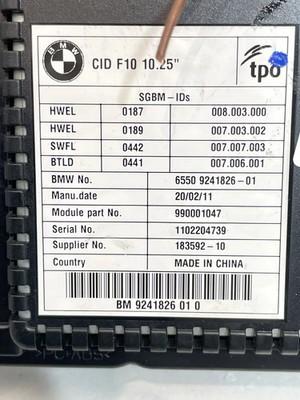 BMW
CID F10 10.25"
tpo
SGBM-IDs
HWEL 0187 008.003.000
HWEL 0189 007.003.002
SWFL 0442 007.007.003
BTLD 0441 007.006.001
BMW No. 6550 9241826-01
Manu.date 20/02/11
Module part No. 990001047
Serial No. 1102204739
Supplier No. 183592-10
Country MADE IN CHINA
BM 9241826 01 0
>PC+ABS<